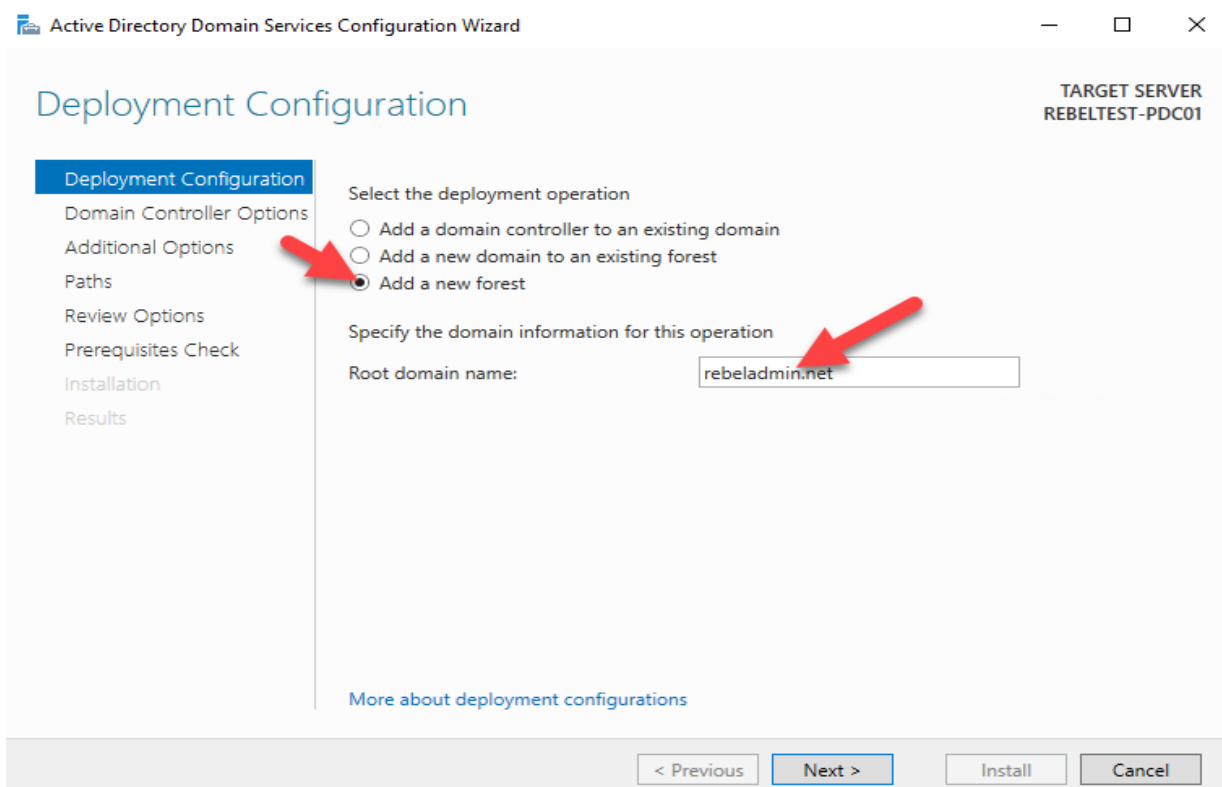 Active Directory Domain Services Configuration Wizard
Deployment Configuration
TARGET SERVER
REBELTEST-PDC01
Deployment Configuration
Domain Controller Options
Additional Options
Paths
Review Options
Prerequisites Check
Installation
Results
Select the deployment operation
Add a domain controller to an existing domain
Add a new domain to an existing forest
Add a new forest
Specify the domain information for this operation
Root domain name: rebeladmin.net
More about deployment configurations
< Previous Next > Install Cancel